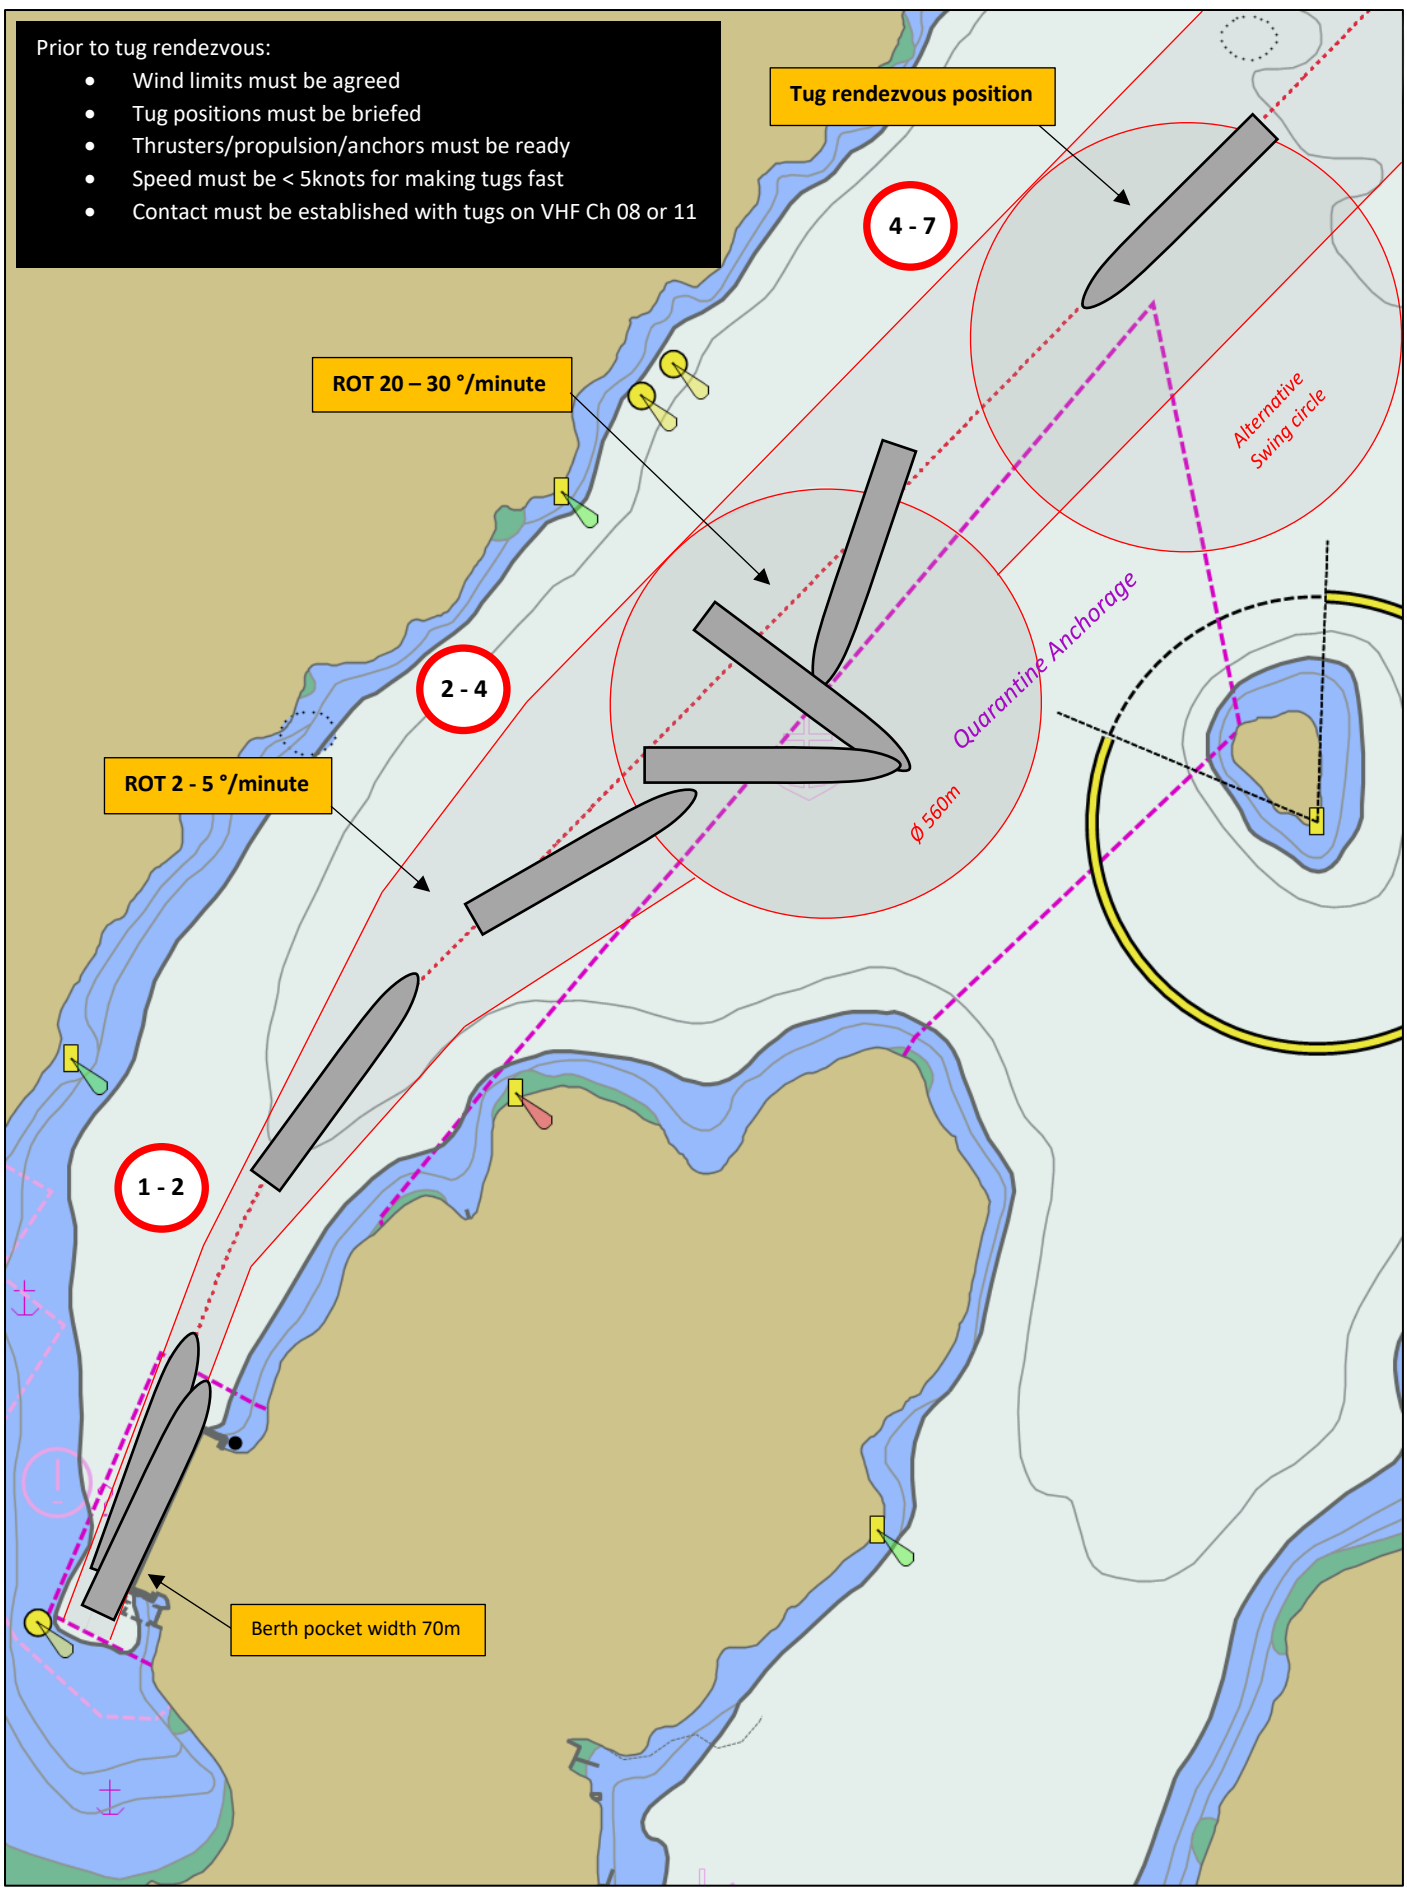 Prior to tug rendezvous:
• Wind limits must be agreed
• Tug positions must be briefed
• Thrusters/propulsion/anchors must be ready
• Speed must be < 5knots for making tugs fast
• Contact must be established with tugs on VHF Ch 08 or 11
Tug rendezvous position
4 - 7
ROT 20 – 30 °/minute
Alternative
Swing circle
Quarantine Anchorage
2 - 4
ROT 2 - 5 °/minute
Ø 560m
1 - 2
Berth pocket width 70m